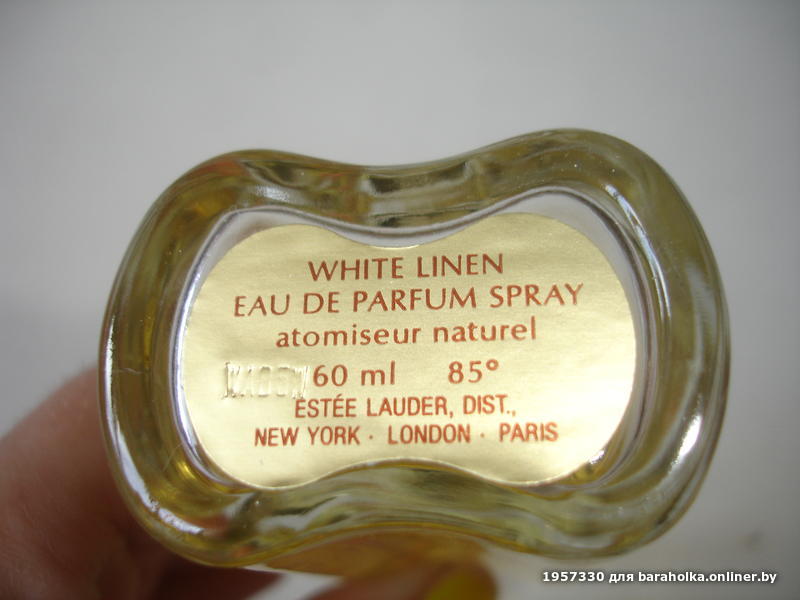 WHITE LINEN
EAU DE PARFUM SPRAY
atomiseur naturel
60 ml 85°
ESTÉE LAUDER, DIST.,
NEW YORK · LONDON · PARIS
1957330 для baraholka.onliner.by